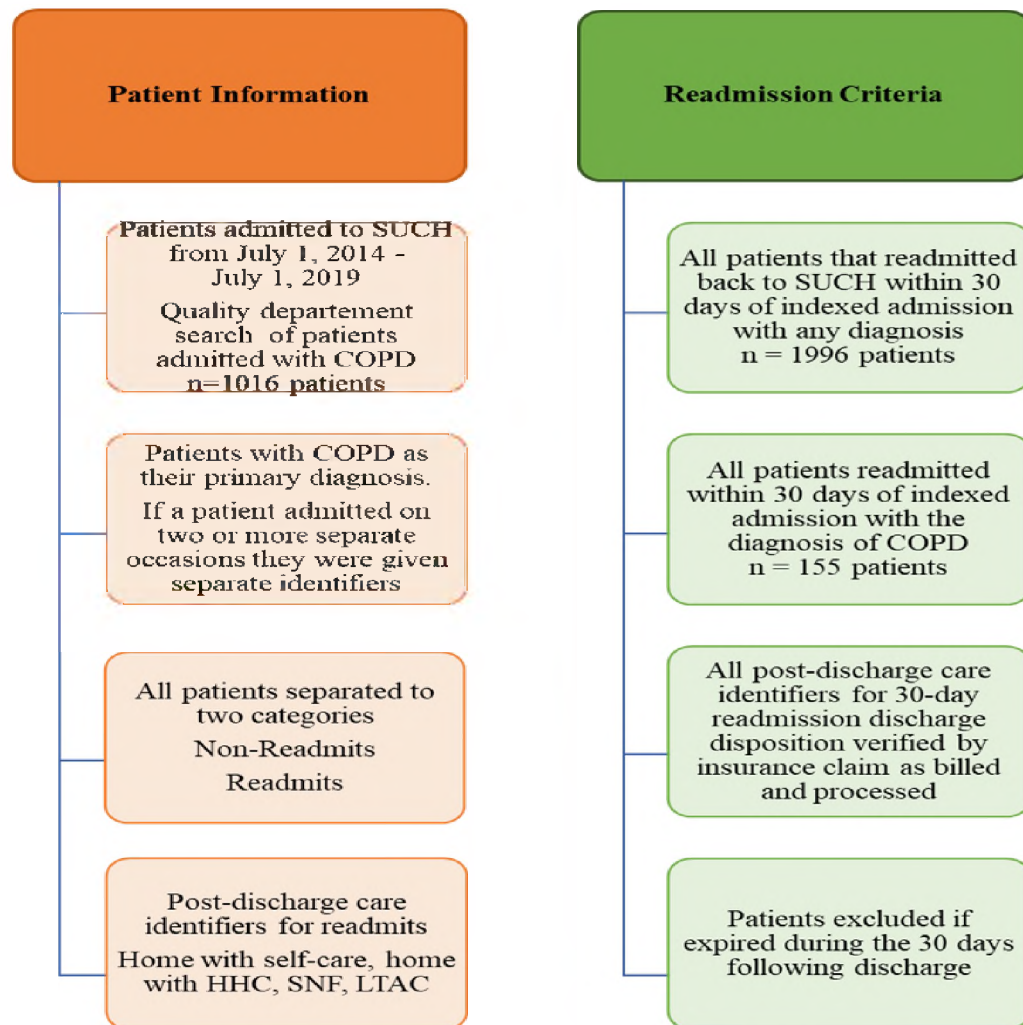 Patient Information
Patients admitted to SUCH
from July 1, 2014 -
July 1, 2019
Quality departement
search of patients
admitted with COPD
n=1016 patients
Patients with COPD as
their primary diagnosis.
If a patient admitted on
two or more separate
occasions they were given
separate identifiers
All patients separated to
two categories
Non-Readmits
Readmits
Post-discharge care
identifiers for readmits
Home with self-care, home
with HHC, SNF, LTAC
Readmission Criteria
All patients that readmitted
back to SUCH within 30
days of indexed admission
with any diagnosis
n = 1996 patients
All patients readmitted
within 30 days of indexed
admission with the
diagnosis of COPD
n = 155 patients
All post-discharge care
identifiers for 30-day
readmission discharge
disposition verified by
insurance claim as billed
and processed
Patients excluded if
expired during the 30 days
following discharge